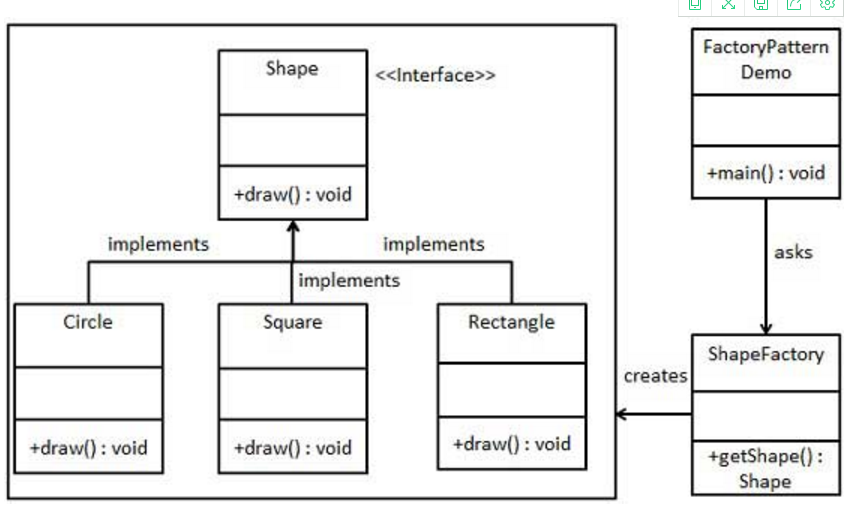 Shape
<<Interface>>
+draw() : void
implements
implements
implements
Circle
+draw() : void
Square
+draw() : void
Rectangle
+draw() : void
FactoryPattern
Demo
+main() : void
asks
ShapeFactory
+getShape() :
Shape
creates